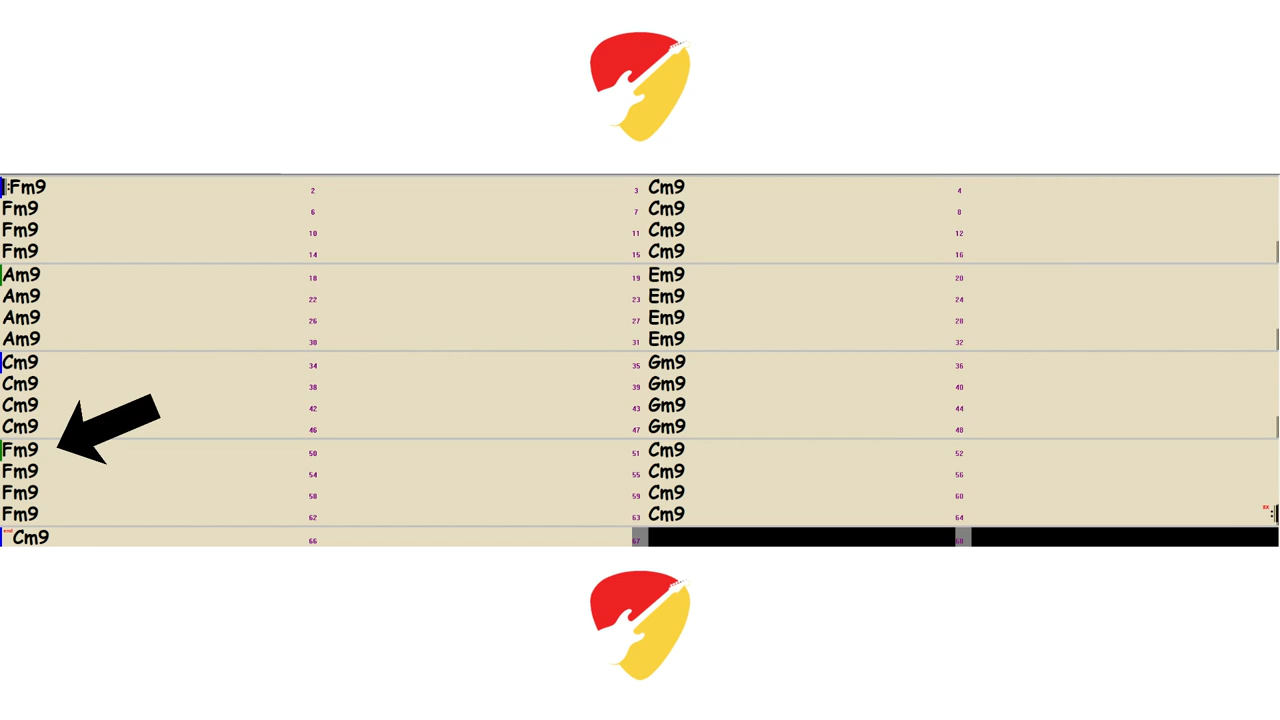 Fm9 2 3 Cm9 4
Fm9 6 7 Cm9 8
Fm9 10 11 Cm9 12
Fm9 14 15 Cm9 16
Am9 18 19 Em9 20
Am9 22 23 Em9 24
Am9 26 27 Em9 28
Am9 30 31 Em9 32
Cm9 34 35 Gm9 36
Cm9 38 39 Gm9 40
Cm9 42 43 Gm9 44
Cm9 46 47 Gm9 48
Fm9 50 51 Cm9 52
Fm9 54 55 Cm9 56
Fm9 58 59 Cm9 60
Fm9 62 63 Cm9 64
Cm9 66 67 68